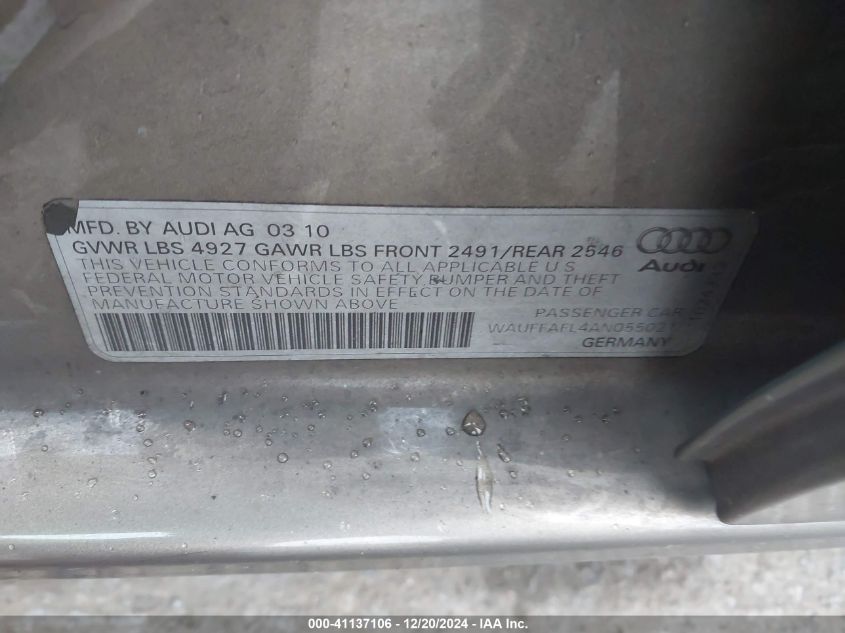 MFD. BY AUDI AG 03 10
GVWR LBS 4927 GAWR LBS FRONT 2491/REAR 2546
THIS VEHICLE CONFORMS TO ALL APPLICABLE U S
FEDERAL MOTOR VEHICLE SAFETY BUMPER AND THEFT
PREVENTION STANDARDS IN EFFECT ON THE DATE OF
MANUFACTURE SHOWN ABOVE
Audi
PASSENGER CAR
GERMANY
000-41137106 - 12/20/2024 - IAA Inc.